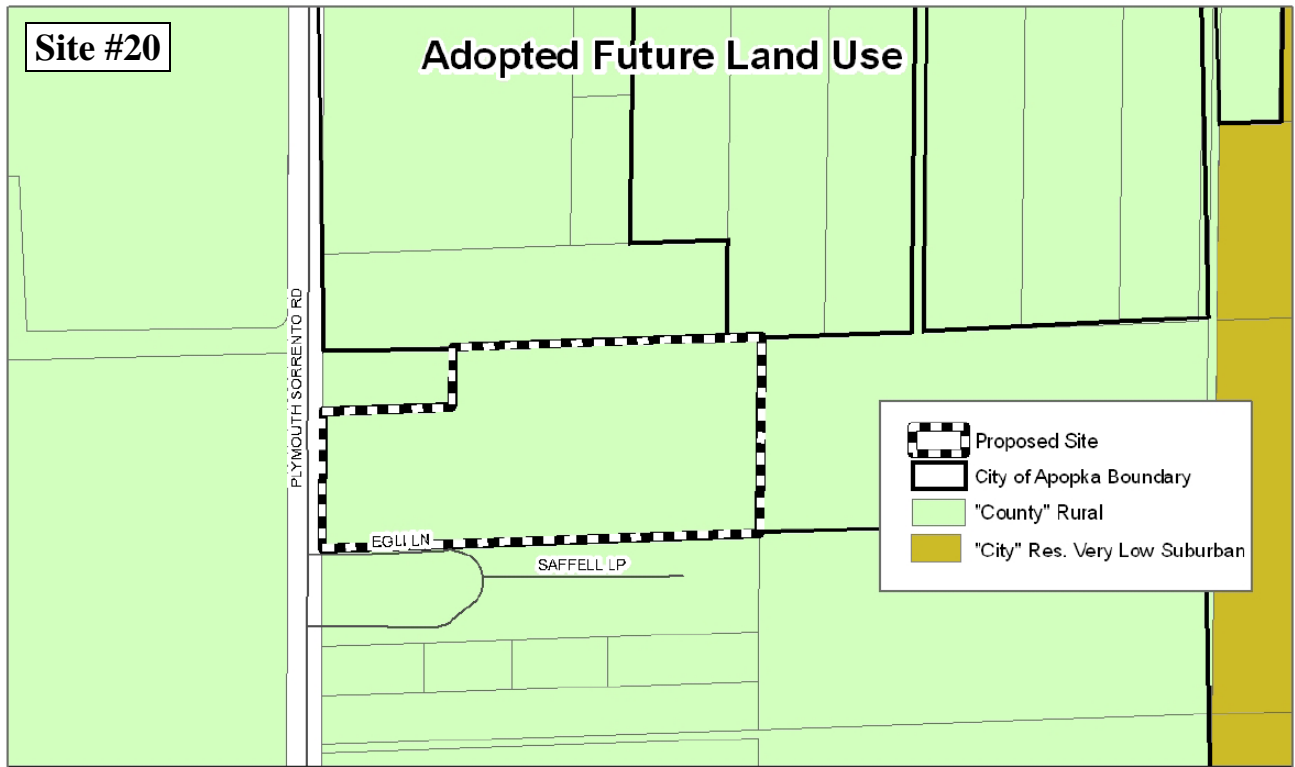 Site #20
Adopted Future Land Use
PLYMOUTH SORRENTO RD
Proposed Site
City of Apopka Boundary
"County" Rural
"City" Res. Very Low Suburban
EGLI LN
SAFFELL LP